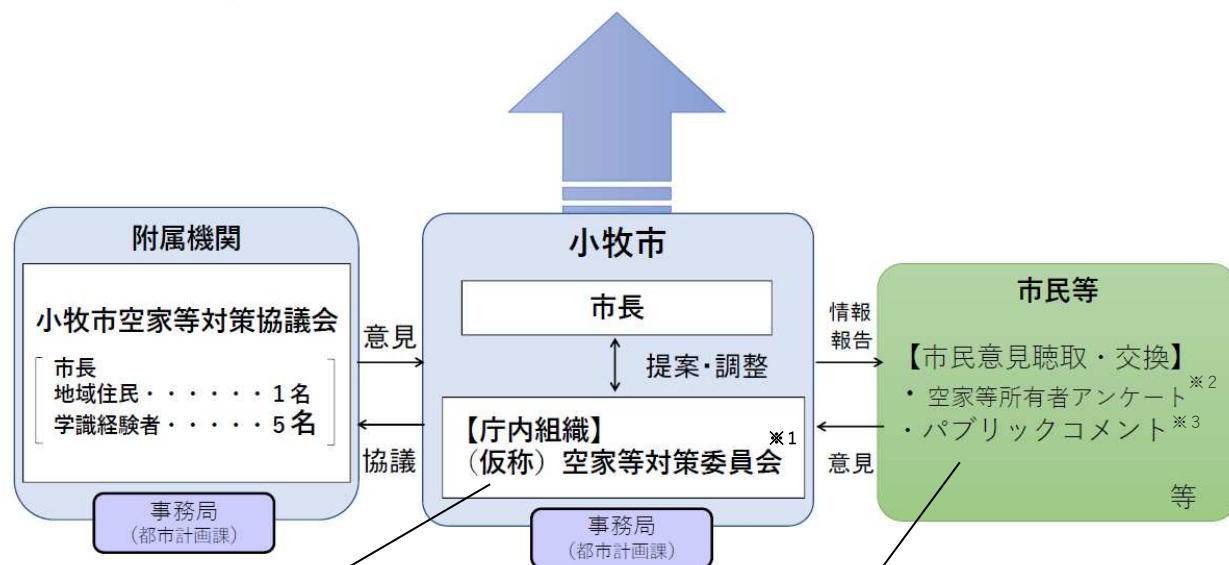 附属機関
小牧市空家等対策協議会
市長
地域住民・・・・・・1名
学識経験者・・・・・5名
事務局
(都市計画課)
意見
協議
小牧市
市長
提案・調整
【庁内組織】
(仮称)空家等対策委員会※1
事務局
(都市計画課)
情報
報告
意見
市民等
【市民意見聴取・交換】
・空家等所有者アンケート※2
・パブリックコメント※3
等